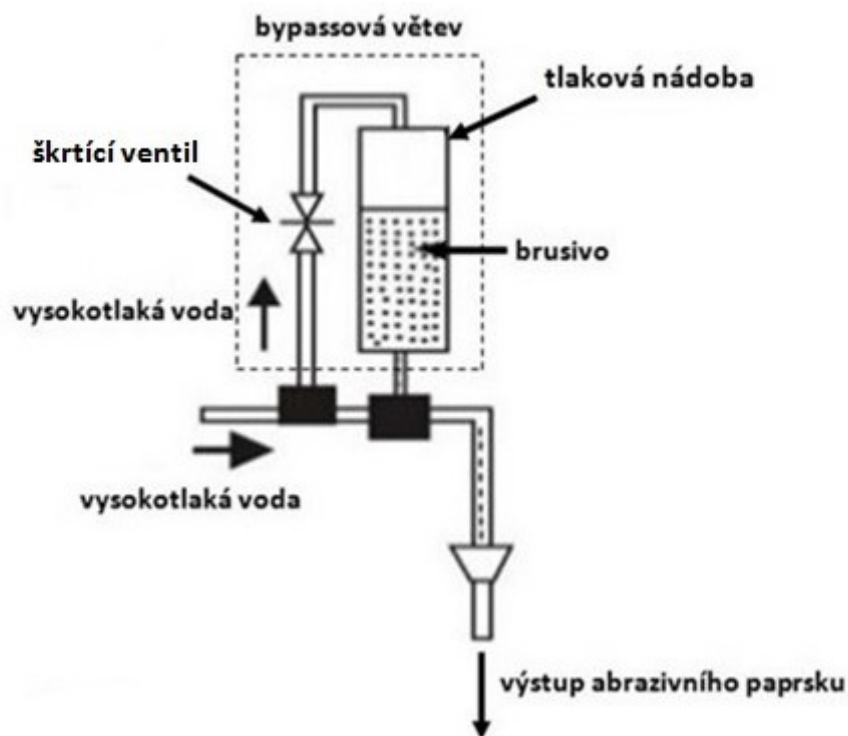 bypassová větev
tlaková nádoba
škrtící ventil
brusivo
vysokotlaká voda
vysokotlaká voda
výstup abrazivního paprsku